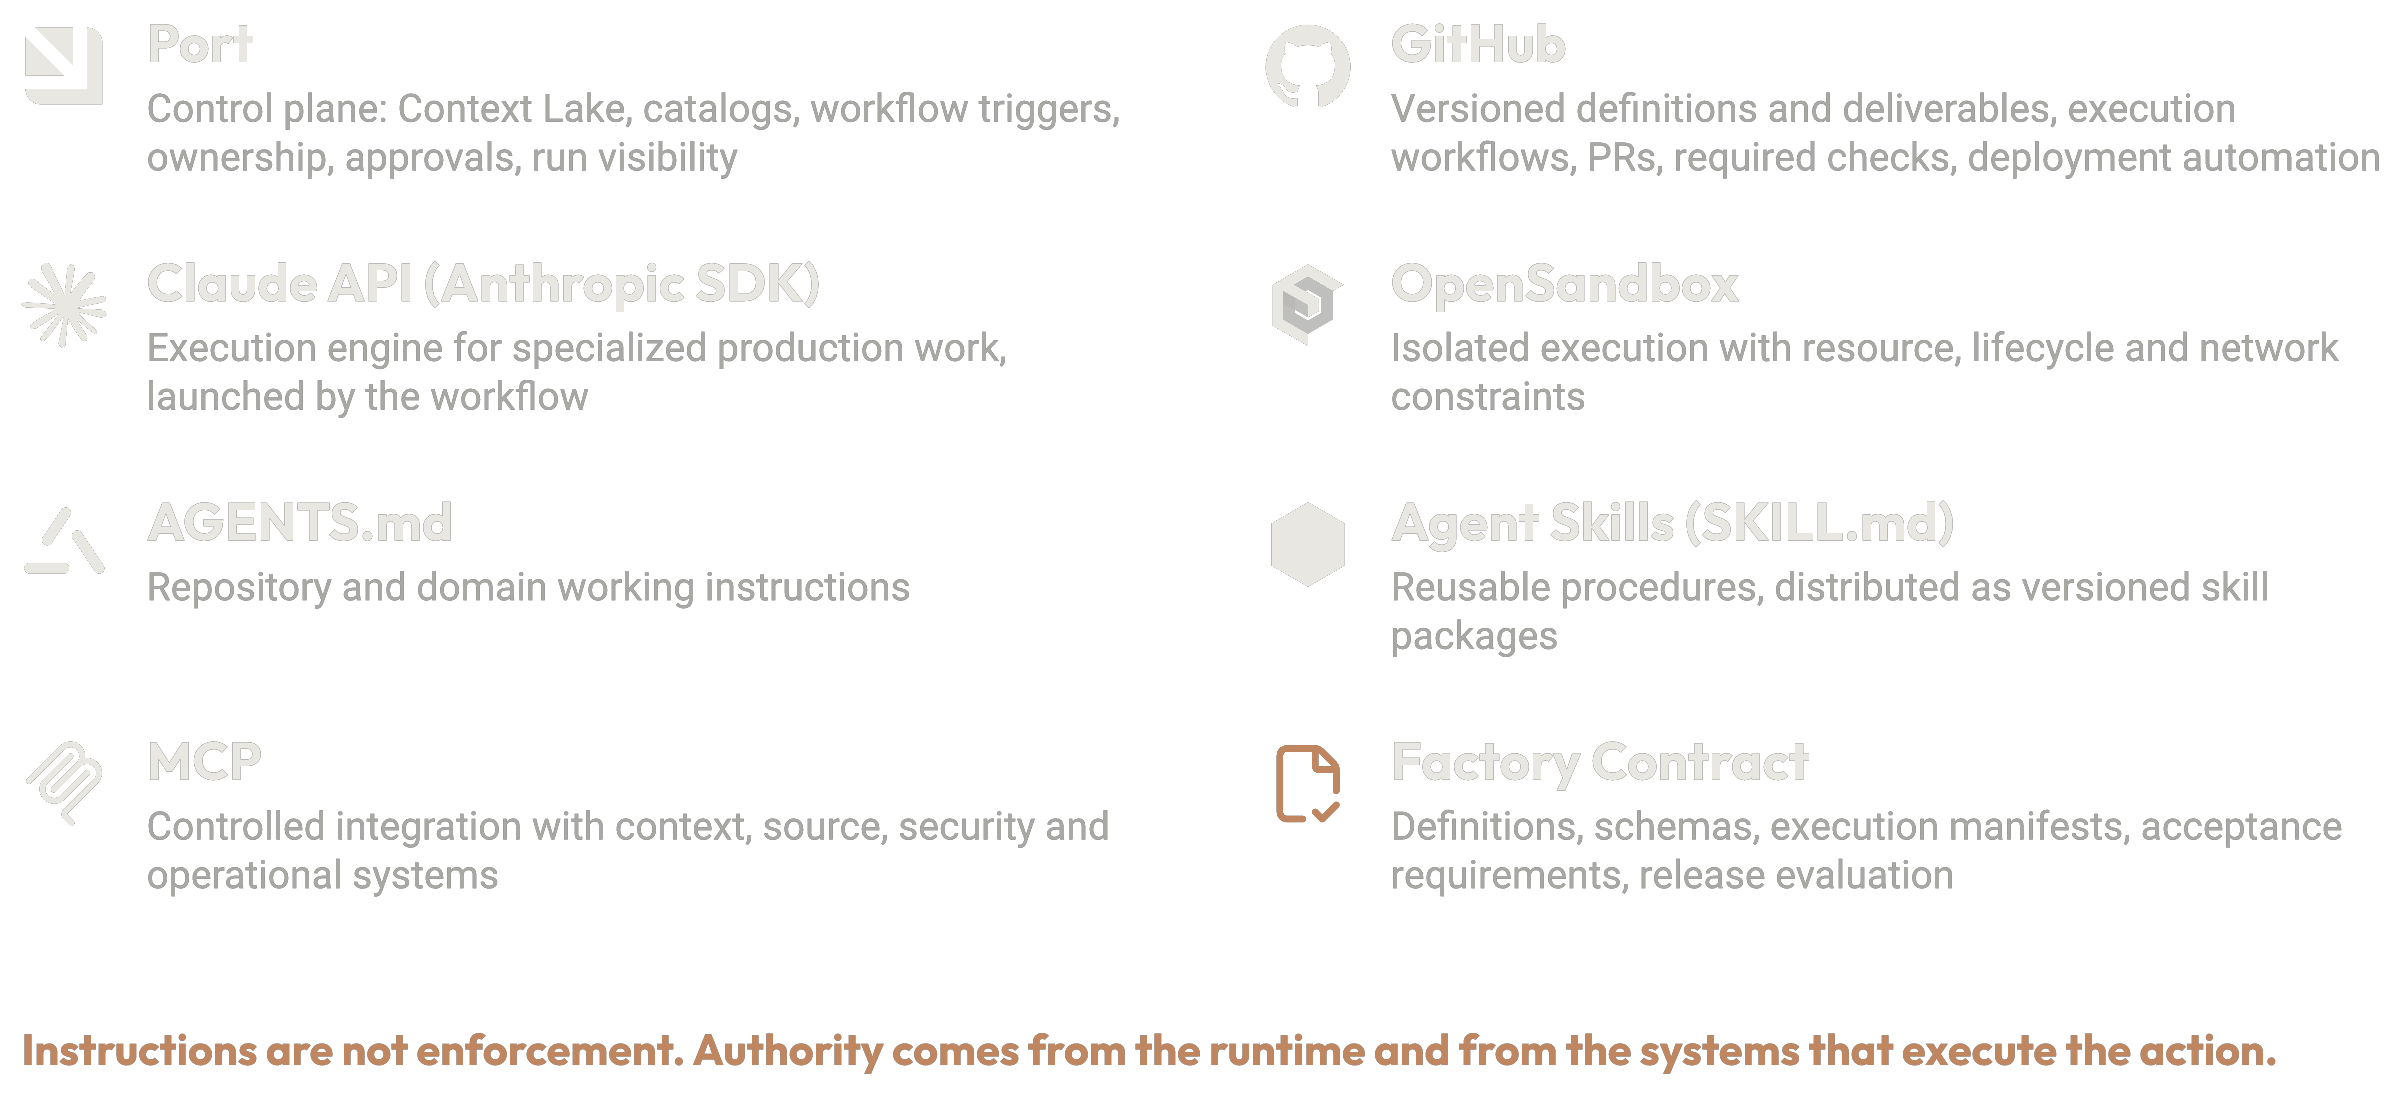 Port
Control plane: Context Lake, catalogs, workflow triggers,
ownership, approvals, run visibility
GitHub
Versioned definitions and deliverables, execution
workflows, PRs, required checks, deployment automation
Claude API (Anthropic SDK)
Execution engine for specialized production work,
launched by the workflow
OpenSandbox
Isolated execution with resource, lifecycle and network
constraints
AGENTS.md
Repository and domain working instructions
Agent Skills (SKILL.md)
Reusable procedures, distributed as versioned skill
packages
MCP
Controlled integration with context, source, security and
operational systems
Factory Contract
Definitions, schemas, execution manifests, acceptance
requirements, release evaluation
Instructions are not enforcement. Authority comes from the runtime and from the systems that execute the action.